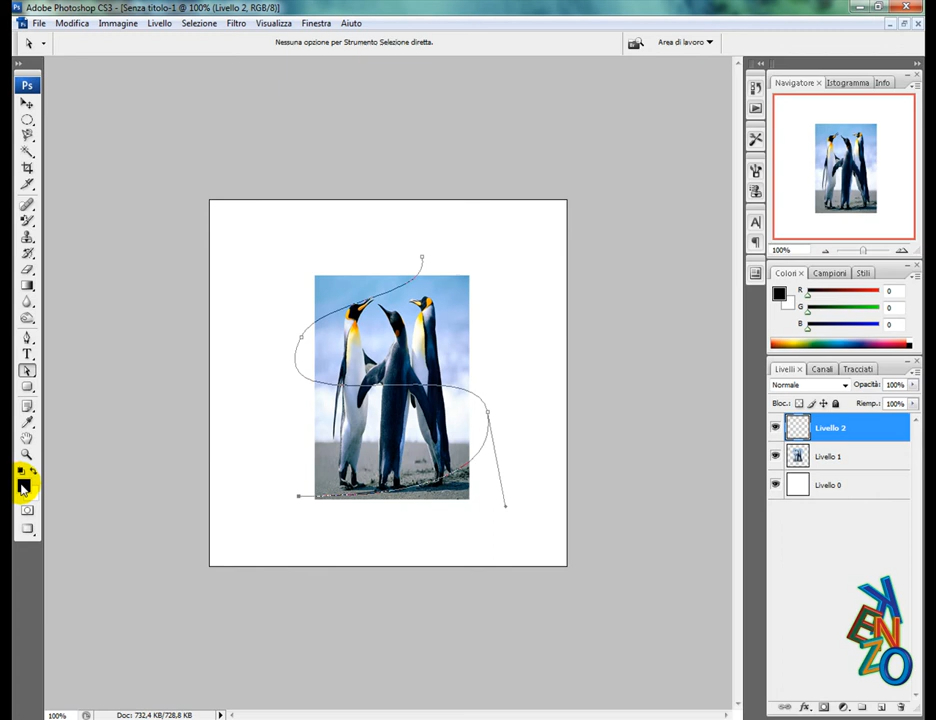 Adobe Photoshop CS3 - [Senza titolo-1 @ 100% (Livello 2, RGB/8)]
File Modifica Immagine Livello Selezione Filtro Visualizza Finestra Aiuto
Nessuna opzione per Strumento Selezione diretta.
Area di lavoro
Ps
Navigatore × Istogramma Info
100%
Colori × Campioni Stili
R 0
G 0
B 0
Livelli × Canali Tracciati
Normale Opacità: 100%
Bloc.: Riemp.: 100%
Livello 2
Livello 1
Livello 0
KENZO
100% Doc: 732,4 KB/728,8 KB